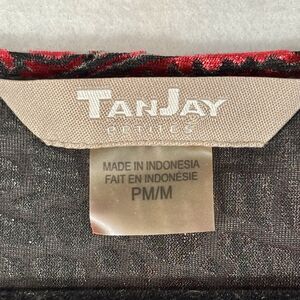 TANJAY
PETITES
MADE IN INDONESIA
FAIT EN INDONÉSIE
PM/M